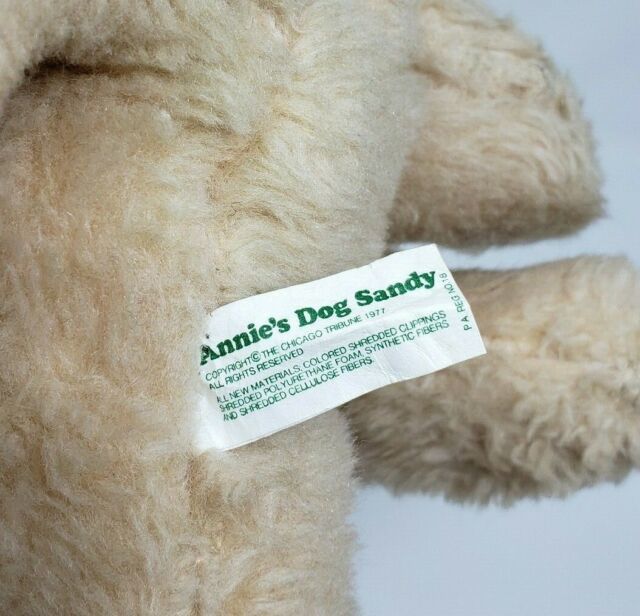 Annie's Dog Sandy
COPYRIGHT© THE CHICAGO TRIBUNE 1977
ALL RIGHTS RESERVED
ALL NEW MATERIALS, COLORED SHREDDED CLIPPINGS
SHREDDED POLYURETHANE FOAM, SYNTHETIC FIBERS
AND SHREDDED CELLULOSE FIBERS.
PA REG NO 18